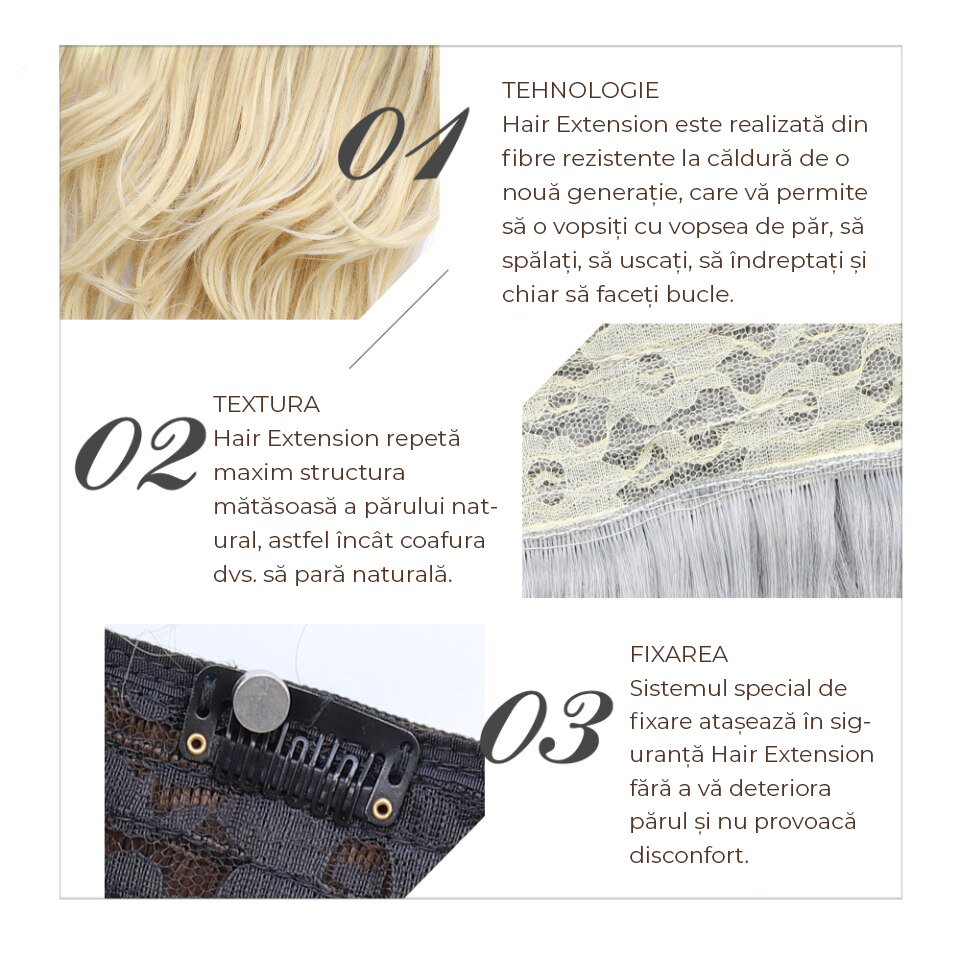 01
TEHNOLOGIE
Hair Extension este realizată din
fibre rezistente la căldură de o
nouă generație, care vă permite
să o vopsiți cu vopsea de păr, să
spălați, să uscați, să îndreptați și
chiar să faceți bucle.
02
TEXTURA
Hair Extension repetă
maxim structura
mătăsoasă a părului nat-
ural, astfel încât coafura
dvs. să pară naturală.
03
FIXAREA
Sistemul special de
fixare atașează în sig-
uranță Hair Extension
fără a vă deteriora
părul și nu provoacă
disconfort.